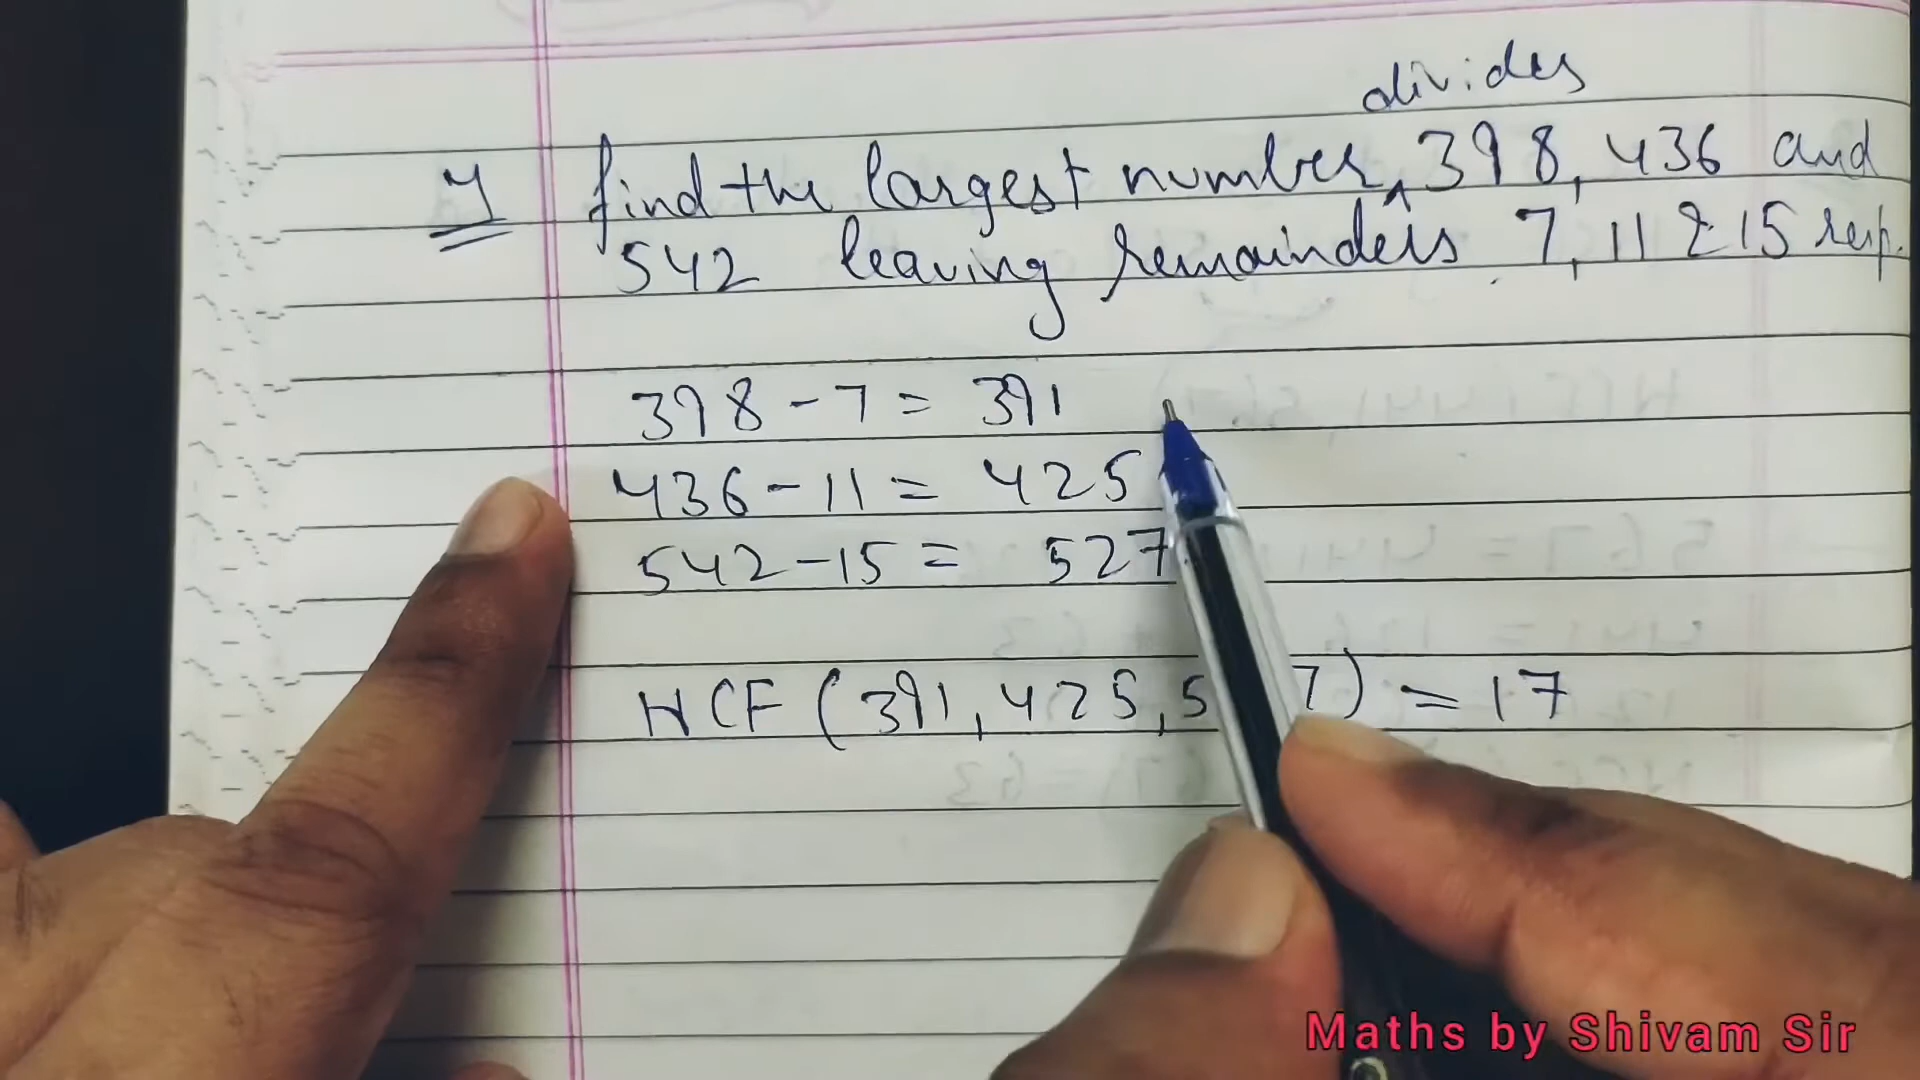 divides
7 find the largest number ^ 398, 436 and
542 leaving remainders 7, 11 & 15 resp.
398 - 7 = 391
436 - 11 = 425
542 - 15 = 527
HCF (391, 425, 5 7) = 17
Maths by Shivam Sir